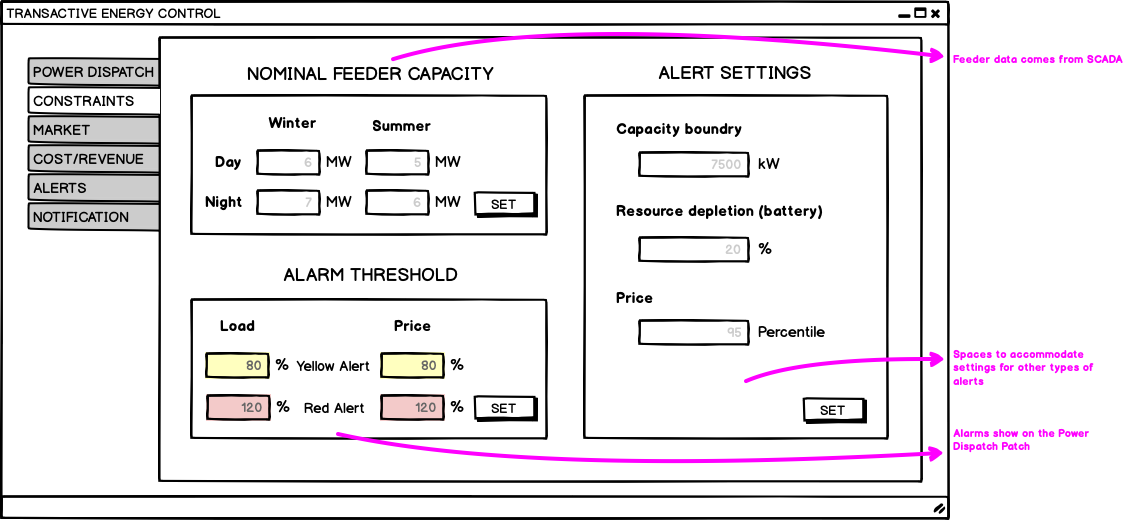 TRANSACTIVE ENERGY CONTROL
POWER DISPATCH
CONSTRAINTS
MARKET
COST/REVENUE
ALERTS
NOTIFICATION
NOMINAL FEEDER CAPACITY
Winter Summer
Day 6 MW 5 MW
Night 7 MW 6 MW SET
ALARM THRESHOLD
Load Price
80 % Yellow Alert 80 %
120 % Red Alert 120 % SET
ALERT SETTINGS
Capacity boundry
7500 kW
Resource depletion (battery)
20 %
Price
95 Percentile
SET
Feeder data comes from SCADA
Spaces to accommodate
settings for other types of
alerts
Alarms show on the Power
Dispatch Patch